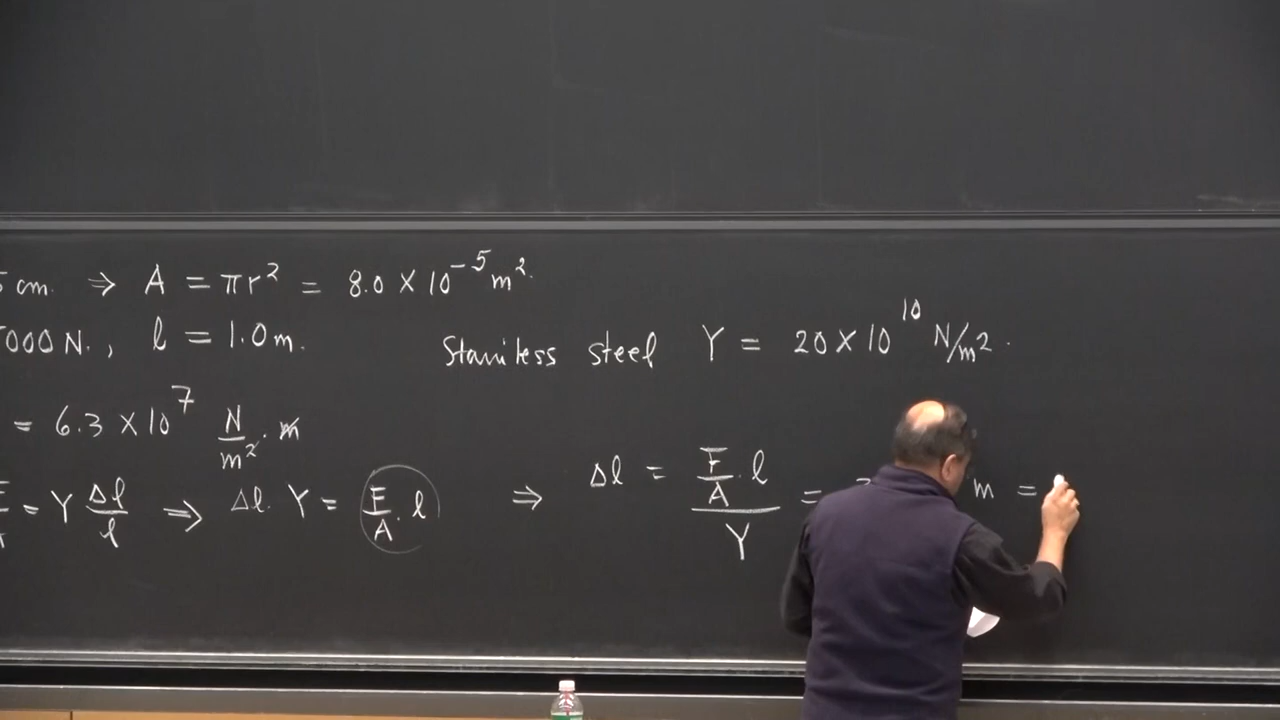 5 cm. ⇒ A = πr² = 8.0 × 10⁻⁵ m².
000 N., l = 1.0 m.
Stainless steel Y = 20 × 10¹⁰ N/m².
= 6.3 × 10⁷ N/m² · m
= Y Δl/l ⇒ Δl · Y = F/A · l ⇒ Δl = (F/A · l)/Y = m =